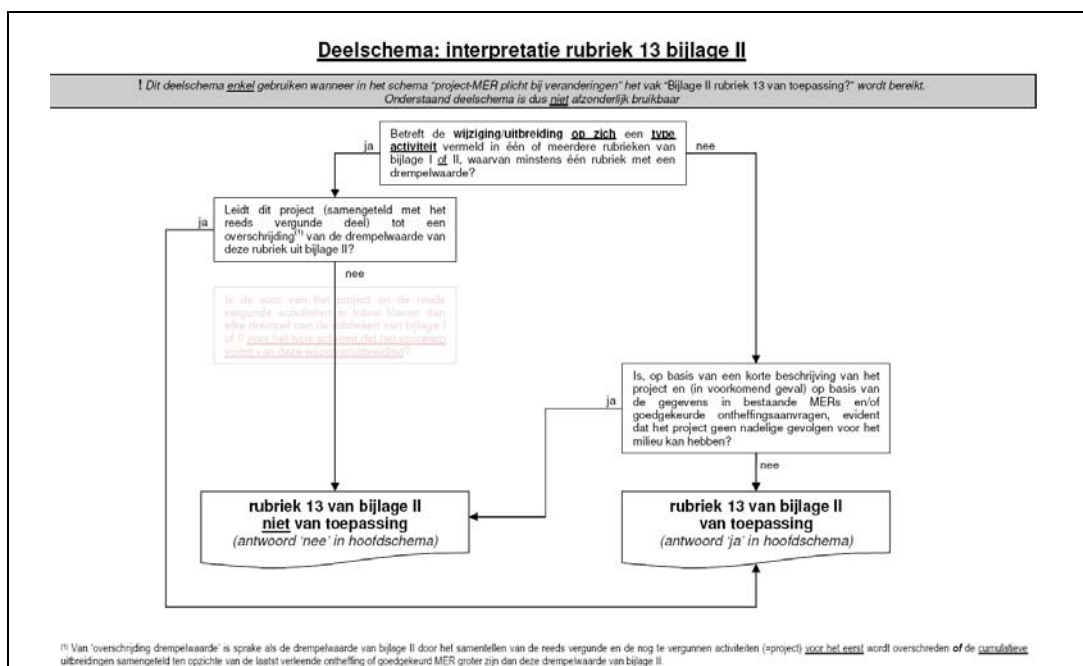 Deelschema: interpretatie rubriek 13 bijlage II
! Dit deelschema enkel gebruiken wanneer in het schema "project-MER plicht bij veranderingen" het vak "Bijlage II rubriek 13 van toepassing?" wordt bereikt.
Onderstaand deelschema is dus niet afzonderlijk bruikbaar
Betreft de wijziging/uitbreiding op zich een type
activiteit vermeld in één of meerdere rubrieken van
bijlage I of II, waarvan minstens één rubriek met een
drempelwaarde?
ja
nee
Leidt dit project (samengeteld met het
reeds vergunde deel) tot een
overschrijding(1) van de drempelwaarde van
deze rubriek uit bijlage II?
ja
nee
Is de som van het project en de reeds
vergunde activiteiten in totaal kleiner dan
elke drempel van de rubrieken van bijlage I
of II voor het type activiteit dat het voorwerp
vormt van deze wijziging/uitbreiding?
Is, op basis van een korte beschrijving van het
project en (in voorkomend geval) op basis van
de gegevens in bestaande MERs en/of
goedgekeurde ontheffingsaanvragen, evident
dat het project geen nadelige gevolgen voor het
milieu kan hebben?
ja
nee
rubriek 13 van bijlage II
niet van toepassing
(antwoord 'nee' in hoofdschema)
rubriek 13 van bijlage II
van toepassing
(antwoord 'ja' in hoofdschema)
(1) Van 'overschrijding drempelwaarde' is sprake als de drempelwaarde van bijlage II door het samentellen van de reeds vergunde en de nog te vergunnen activiteiten (=project) voor het eerst wordt overschreden of de cumulatieve
uitbreidingen samengeteld ten opzichte van de laatst verleende ontheffing of goedgekeurd MER groter zijn dan deze drempelwaarde van bijlage II.